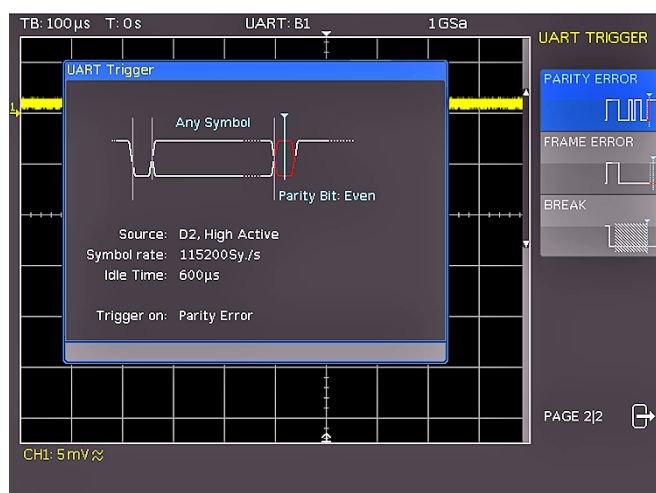 TB: 100µs T: 0s UART: B1 1GSa
UART TRIGGER
UART Trigger
PARITY ERROR
1
Any Symbol
FRAME ERROR
Parity Bit: Even
BREAK
Source: D2, High Active
Symbol rate: 115200Sy./s
Idle Time: 600µs
Trigger on: Parity Error
PAGE 2|2
CH1: 5mV